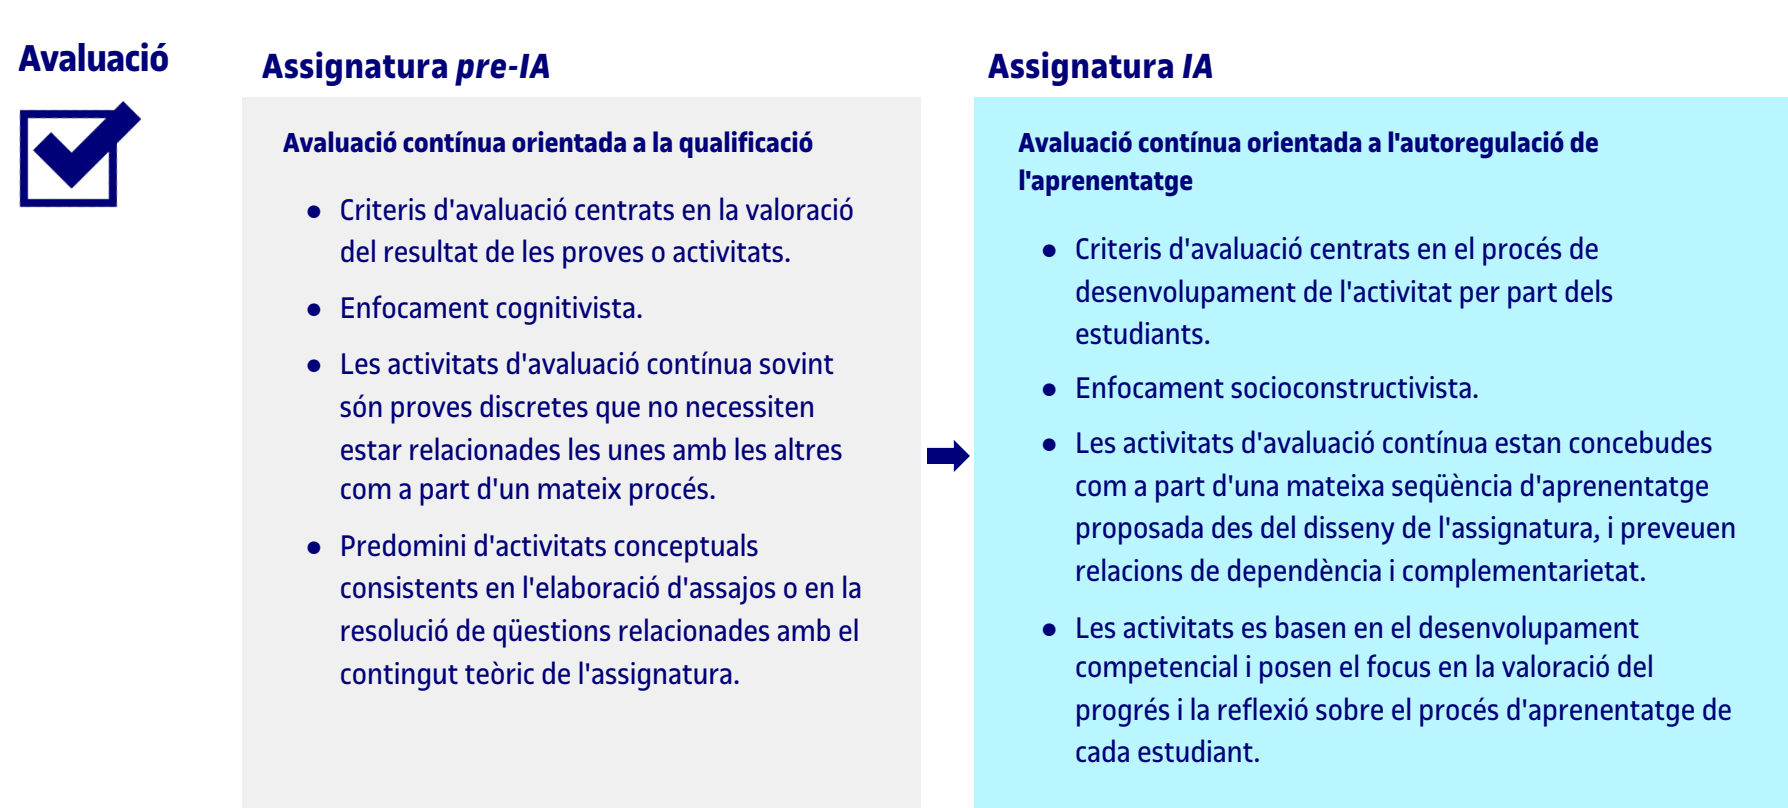 Avaluació
Assignatura pre-IA
Avaluació contínua orientada a la qualificació
● Criteris d'avaluació centrats en la valoració
del resultat de les proves o activitats.
● Enfocament cognitivista.
● Les activitats d'avaluació contínua sovint
són proves discretes que no necessiten
estar relacionades les unes amb les altres
com a part d'un mateix procés.
● Predomini d'activitats conceptuals
consistents en l'elaboració d'assajos o en la
resolució de qüestions relacionades amb el
contingut teòric de l'assignatura.
Assignatura IA
Avaluació contínua orientada a l'autoregulació de
l'aprenentatge
● Criteris d'avaluació centrats en el procés de
desenvolupament de l'activitat per part dels
estudiants.
● Enfocament socioconstructivista.
● Les activitats d'avaluació contínua estan concebudes
com a part d'una mateixa seqüència d'aprenentatge
proposada des del disseny de l'assignatura, i preveuen
relacions de dependència i complementarietat.
● Les activitats es basen en el desenvolupament
competencial i posen el focus en la valoració del
progrés i la reflexió sobre el procés d'aprenentatge de
cada estudiant.